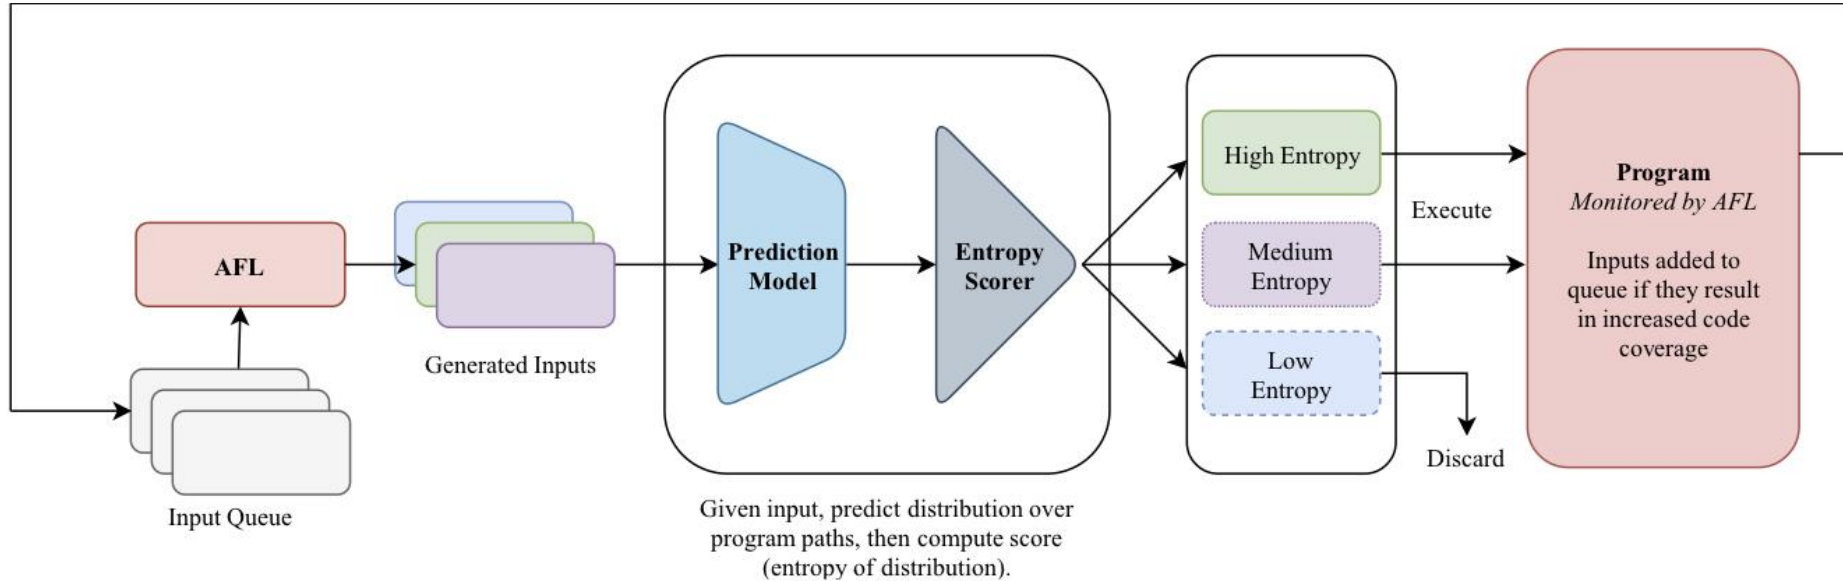 AFL
Input Queue
Generated Inputs
Prediction
Model
Entropy
Scorer
Given input, predict distribution over
program paths, then compute score
(entropy of distribution).
High Entropy
Medium
Entropy
Low
Entropy
Execute
Discard
Program
Monitored by AFL
Inputs added to
queue if they result
in increased code
coverage